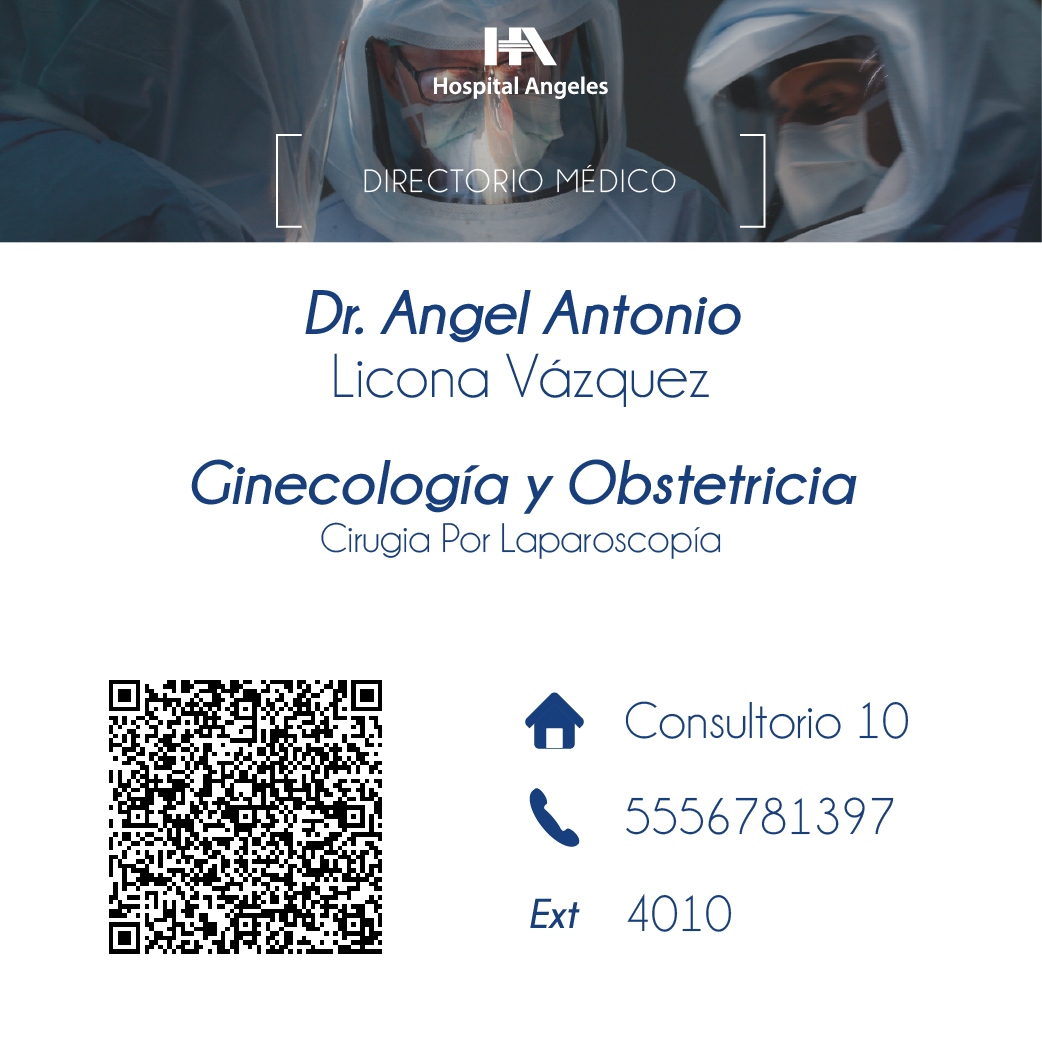 HA
Hospital Angeles
DIRECTORIO MÉDICO
Dr. Angel Antonio
Licona Vázquez
Ginecología y Obstetricia
Cirugia Por Laparoscopía
Consultorio 10
5556781397
Ext 4010